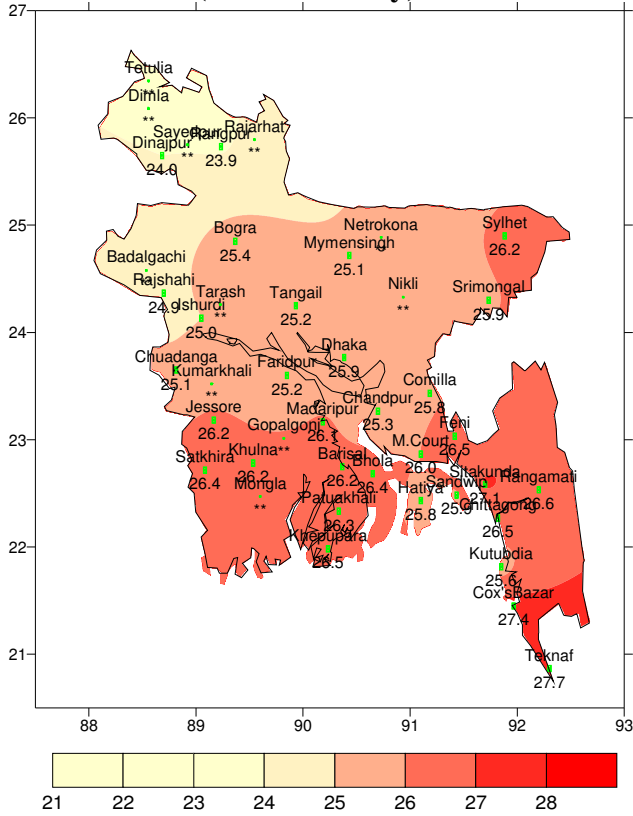 27
Tetulia
**
Dimla
**
26
Sayedpur
**
Rangpur
23.9
Rajarhat
**
Dinajpur
24.0
25
Bogra
25.4
Netrokona
**
Mymensingh
25.1
Sylhet
26.2
Badalgachi
**
Rajshahi
24.9
Tarash
**
Ishurdi
25.0
Tangail
25.2
Nikli
**
Srimongal
25.9
24
Dhaka
25.9
Chuadanga
25.1
Kumarkhali
**
Faridpur
25.2
Comilla
25.8
Chandpur
25.3
Jessore
26.2
Madaripur
26.1
Gopalgonj
**
Feni
26.5
23
M.Court
26.0
Satkhira
26.4
Khulna
26.2
Barisal
26.2
Bhola
26.4
Mongla
**
Patuakhali
26.3
Hatiya
25.8
Sandwip
25.9
Sitakunda
27.1
Rangamati
26.6
Chittagong
26.5
Khepupara
26.5
22
Kutubdia
25.6
Cox'sBazar
27.4
21
Teknaf
27.7
88 89 90 91 92 93
21 22 23 24 25 26 27 28